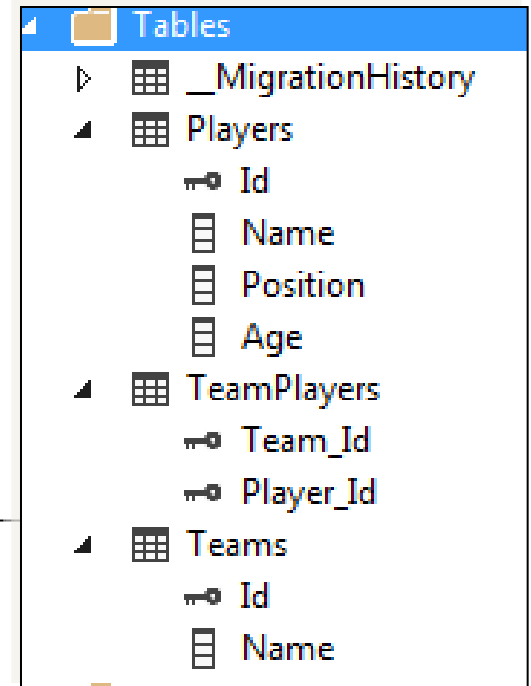 Tables
__MigrationHistory
Players
Id
Name
Position
Age
TeamPlayers
Team_Id
Player_Id
Teams
Id
Name